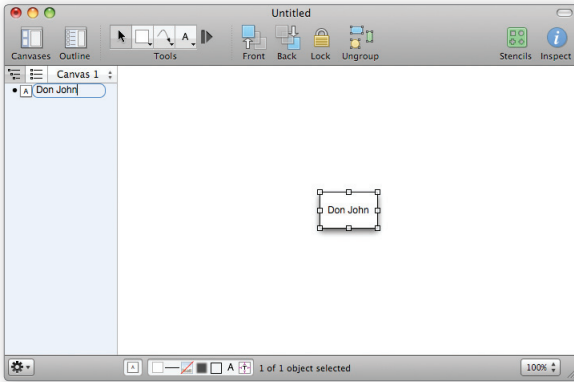 Untitled
Canvases Outline Tools Front Back Lock Ungroup Stencils Inspect
A
Canvas 1
A Don John
Don John
A A 1 of 1 object selected 100%